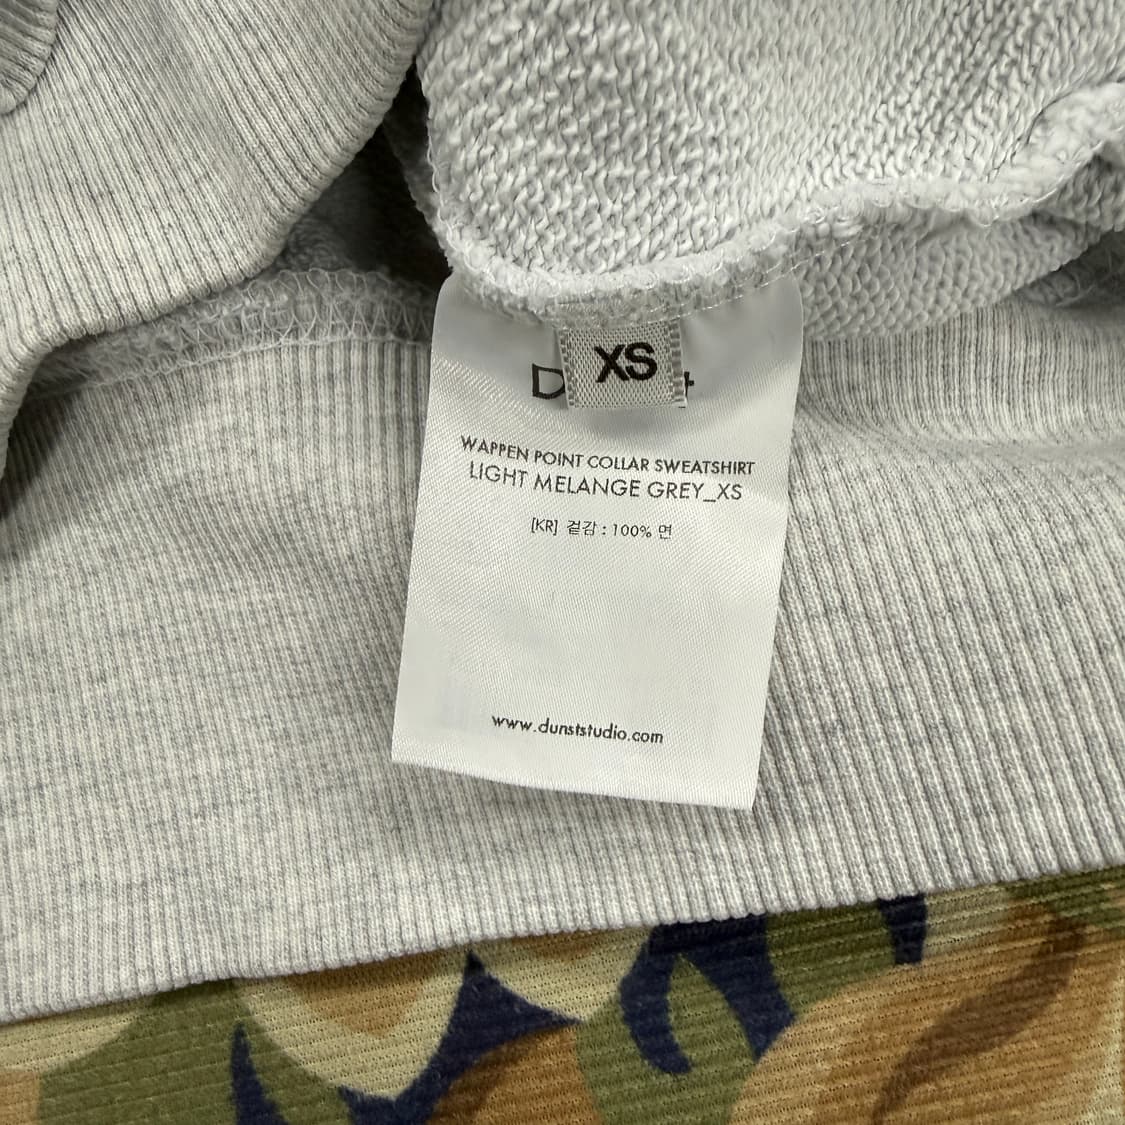 XS
WAPPEN POINT COLLAR SWEATSHIRT
LIGHT MELANGE GREY_XS
[KR] 겉감 : 100% 면
www.dunststudio.com